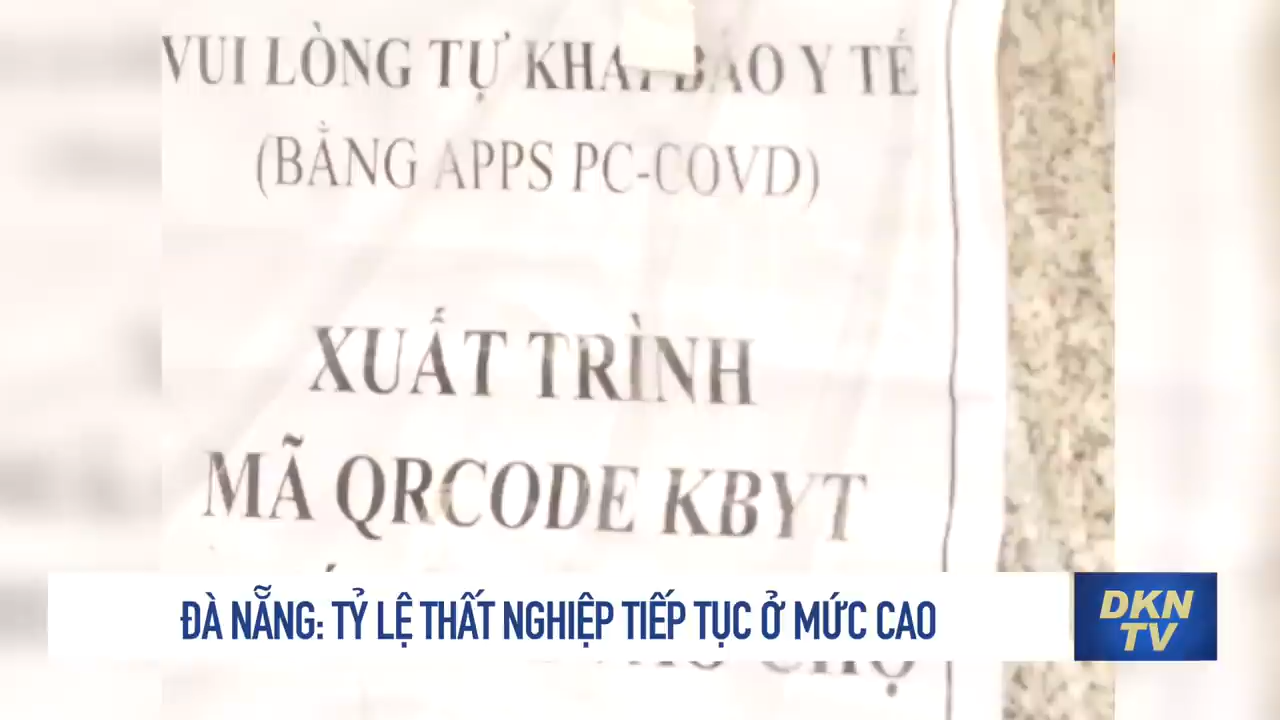 VUI LÒNG TỰ KHAI BÁO Y TẾ
(BẰNG APPS PC-COVD)
XUẤT TRÌNH
MÃ QRCODE KBYT
ĐÀ NẴNG: TỶ LỆ THẤT NGHIỆP TIẾP TỤC Ở MỨC CAO
DKN
TV
CHỢ